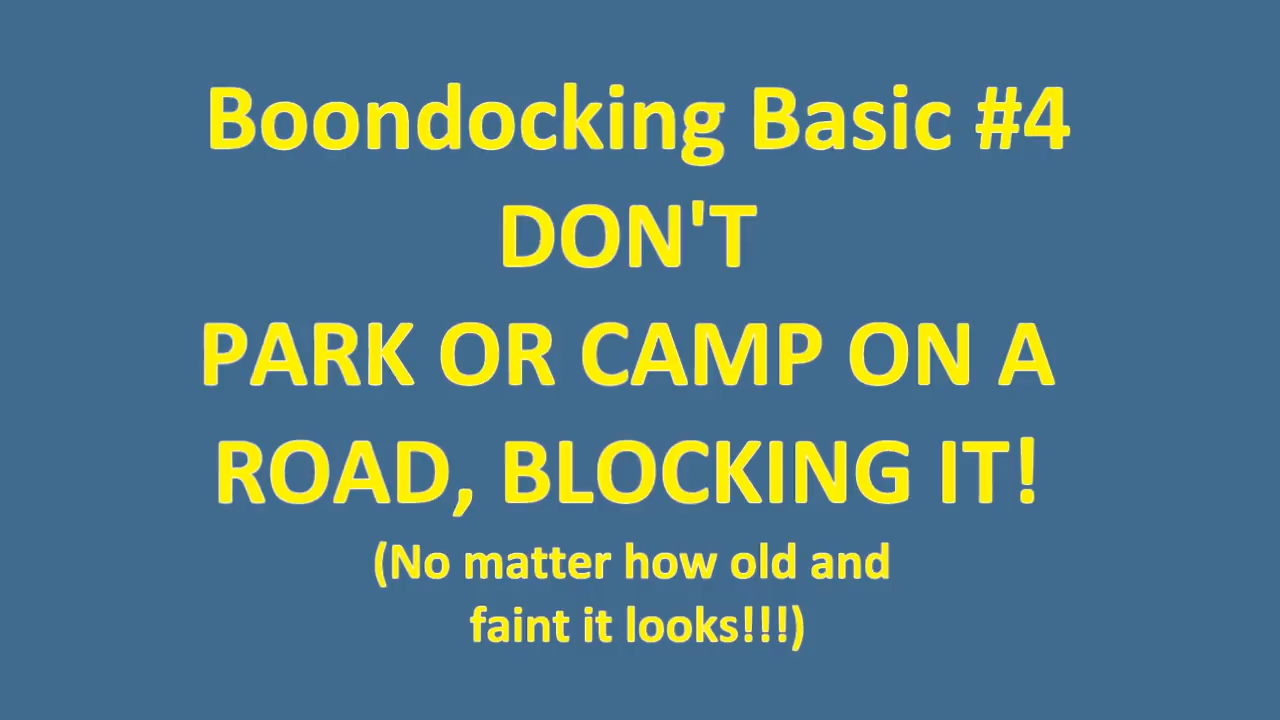 Boondocking Basic #4
DON'T
PARK OR CAMP ON A
ROAD, BLOCKING IT!
(No matter how old and
faint it looks!!!)